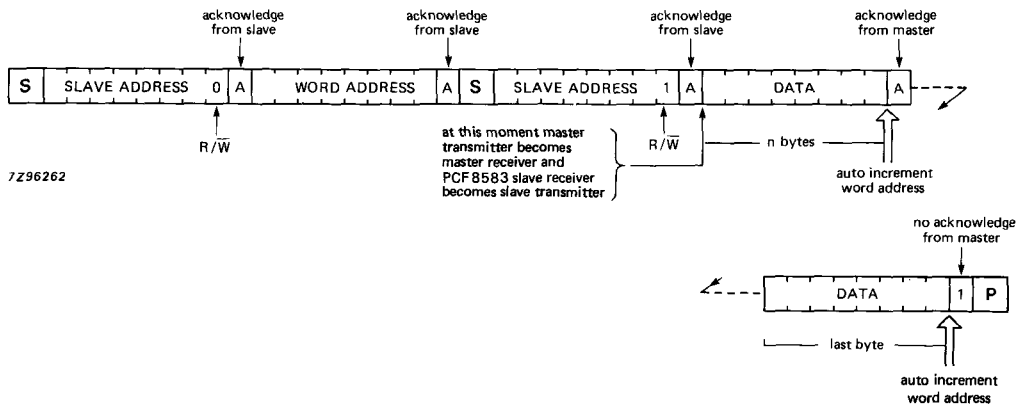 acknowledge
from slave
acknowledge
from slave
acknowledge
from slave
acknowledge
from master
S SLAVE ADDRESS 0 A WORD ADDRESS A S SLAVE ADDRESS 1 A DATA A
R/W̅
at this moment master
transmitter becomes
master receiver and
PCF8583 slave receiver
becomes slave transmitter
R/W̅
n bytes
auto increment
word address
7Z96262
no acknowledge
from master
DATA 1 P
last byte
auto increment
word address